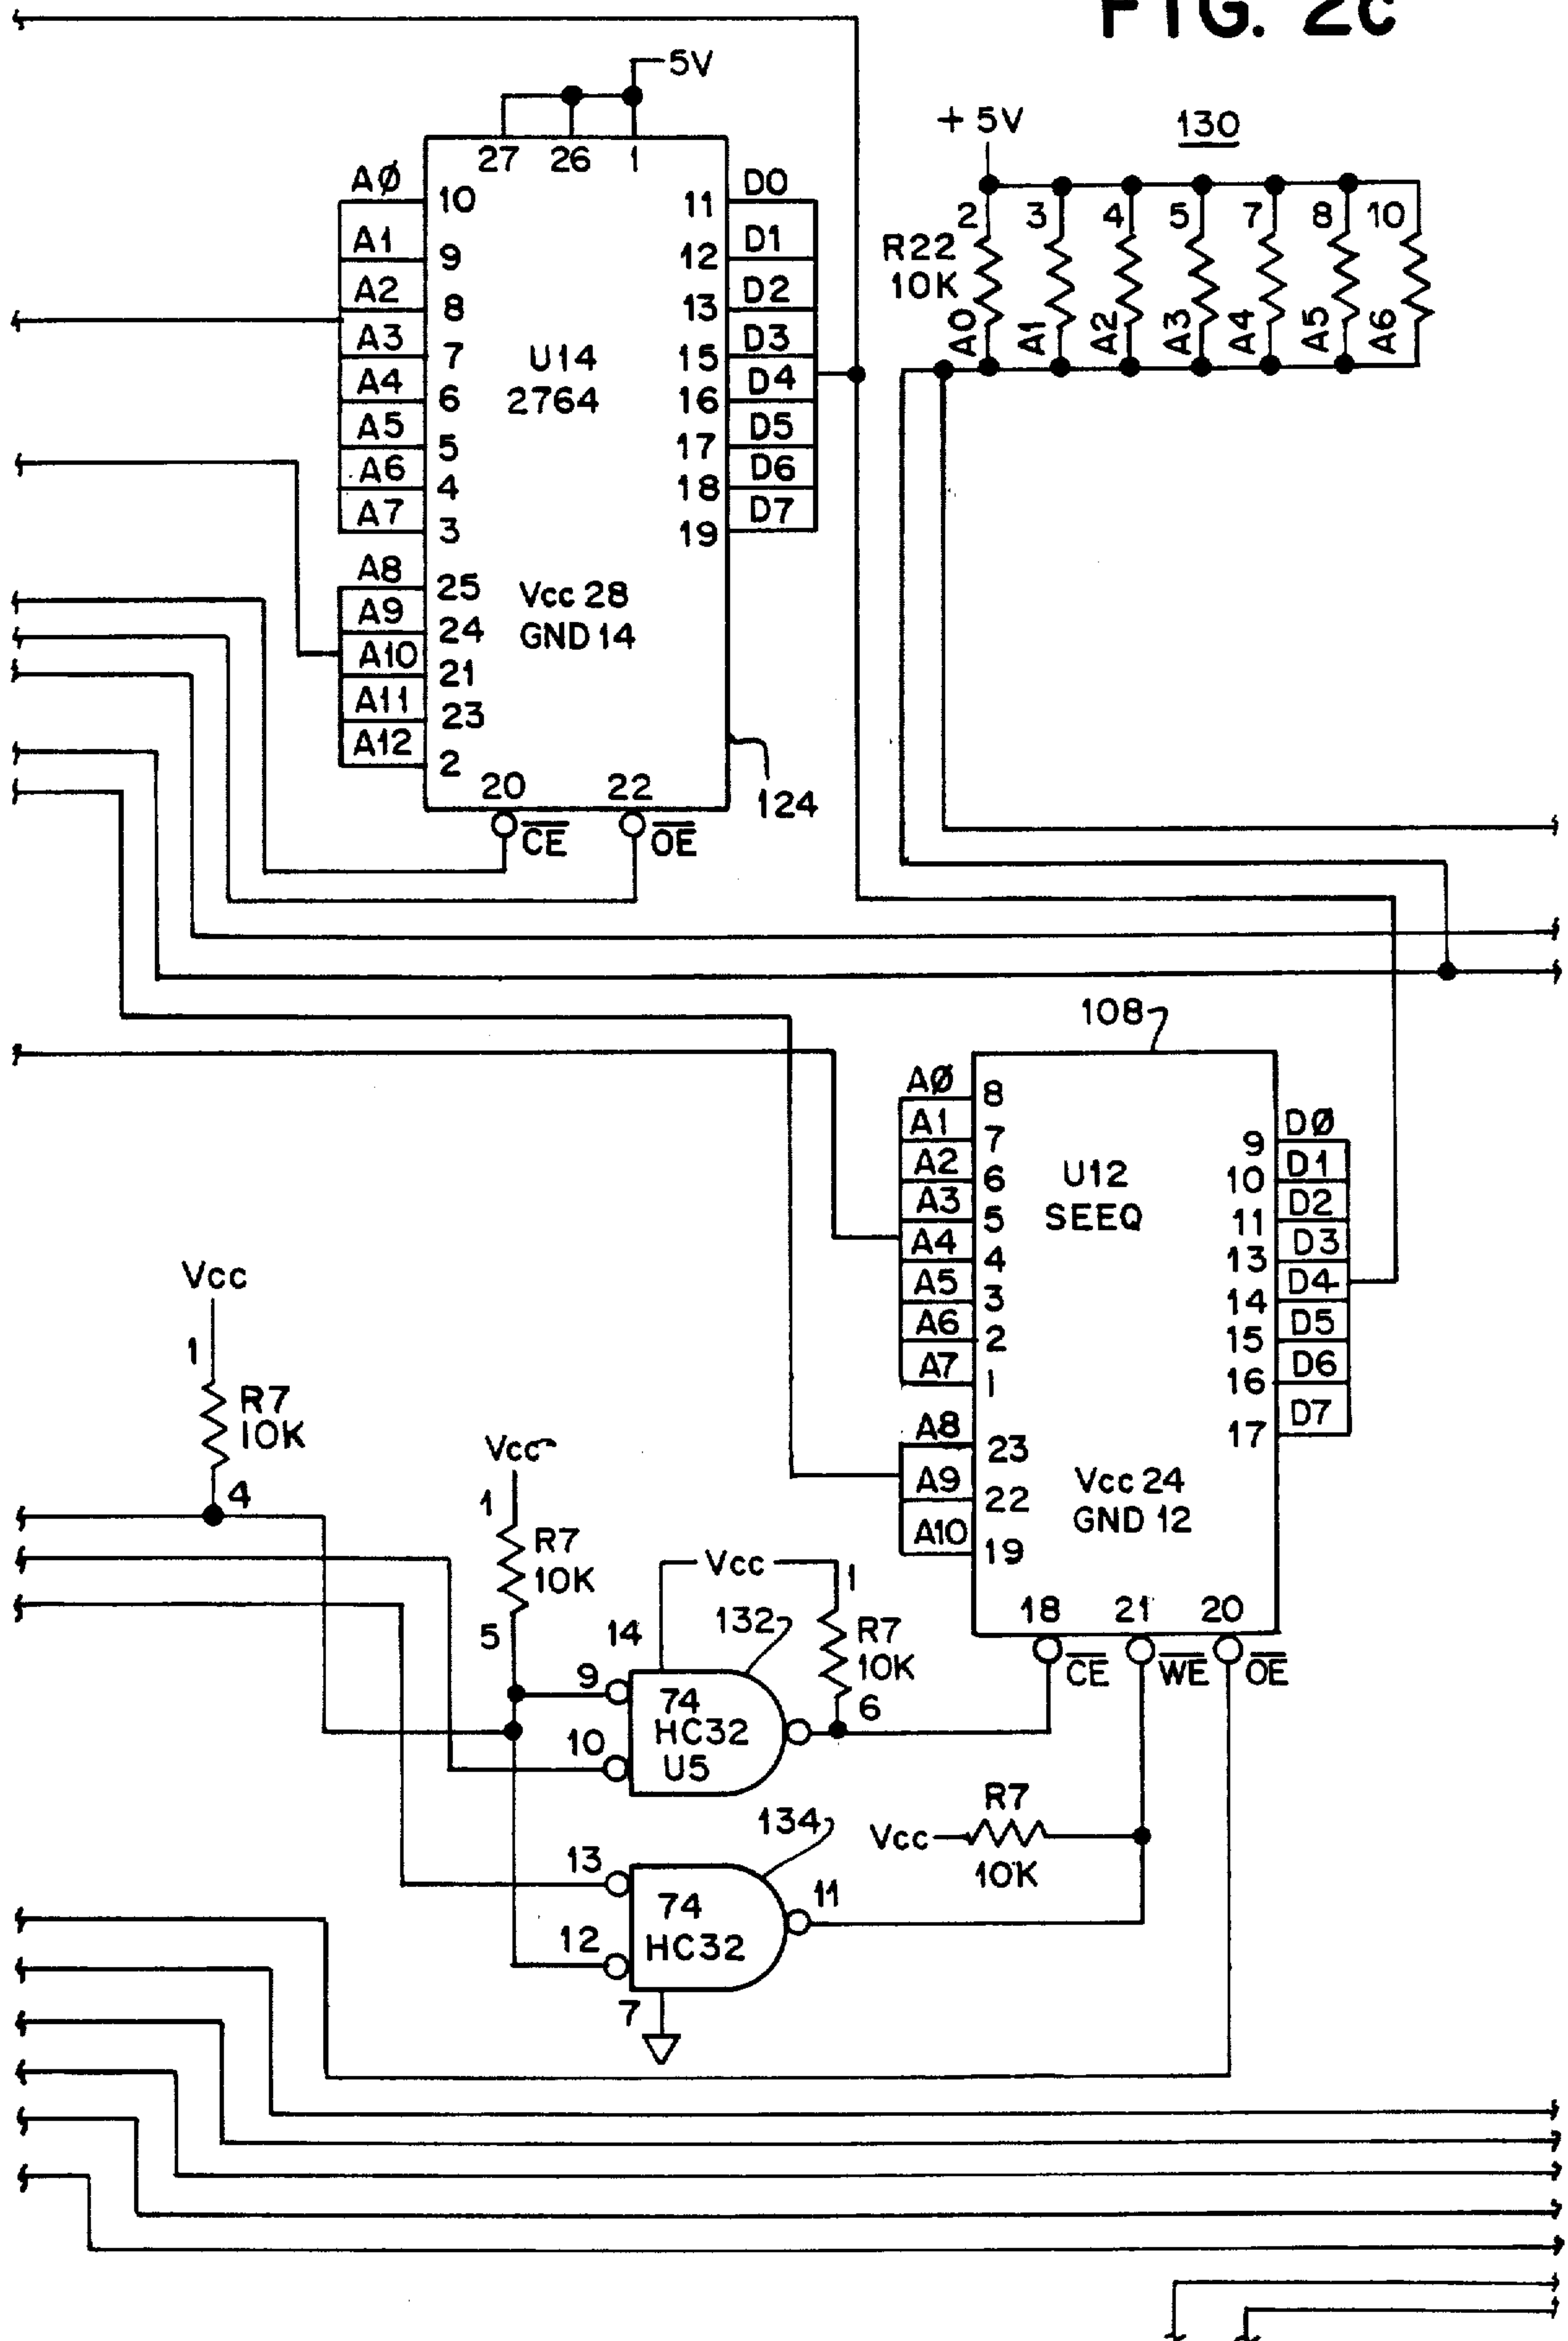 FIG. 2c
5V
27 26 1
AØ 10
A1 9
A2 8
A3 7
A4 6
A5 5
A6 4
A7 3
A8 25
A9 24
A10 21
A11 23
A12 2
U14
2764
Vcc 28
GND 14
11 D0
12 D1
13 D2
15 D3
16 D4
17 D5
18 D6
19 D7
20 22
CE OE
124
+5V
130
2 3 4 5 7 8 10
R22
10K
A0 A1 A2 A3 A4 A5 A6
108
AØ 8
A1 7
A2 6
A3 5
A4 4
A5 3
A6 2
A7 1
A8 23
A9 22
A10 19
U12
SEEQ
Vcc 24
GND 12
9 DØ
10 D1
11 D2
13 D3
14 D4
15 D5
16 D6
17 D7
18 21 20
CE WE OE
Vcc
1
R7
10K
4
Vcc
1
R7
10K
5
14
Vcc
1
R7
10K
6
132
9
10
74
HC32
U5
134
13
12
74
HC32
11
7
Vcc
R7
10K